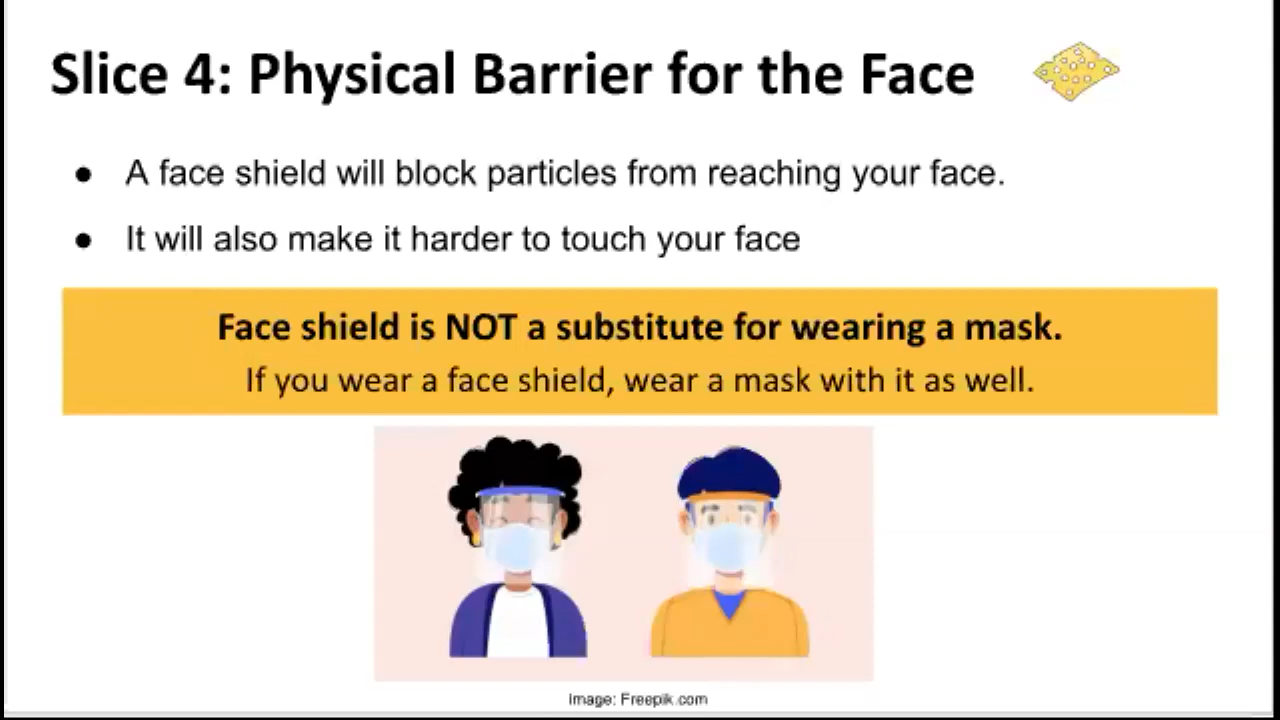 Slice 4: Physical Barrier for the Face
● A face shield will block particles from reaching your face.
● It will also make it harder to touch your face
Face shield is NOT a substitute for wearing a mask.
If you wear a face shield, wear a mask with it as well.
Image: Freepik.com